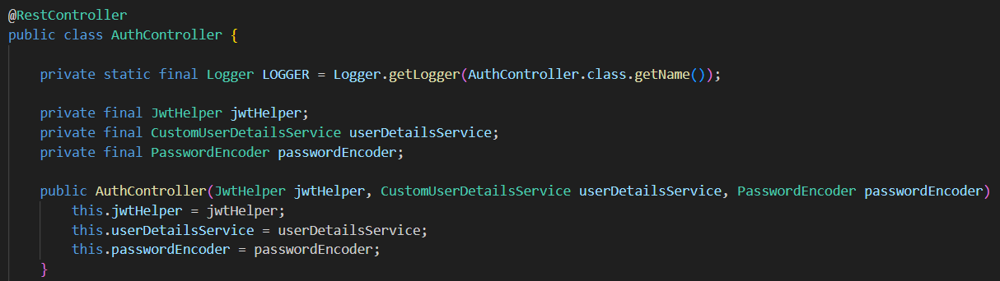 @RestController
public class AuthController {
private static final Logger LOGGER = Logger.getLogger(AuthController.class.getName());
private final JwtHelper jwtHelper;
private final CustomUserDetailsService userDetailsService;
private final PasswordEncoder passwordEncoder;
public AuthController(JwtHelper jwtHelper, CustomUserDetailsService userDetailsService, PasswordEncoder passwordEncoder)
this.jwtHelper = jwtHelper;
this.userDetailsService = userDetailsService;
this.passwordEncoder = passwordEncoder;
}